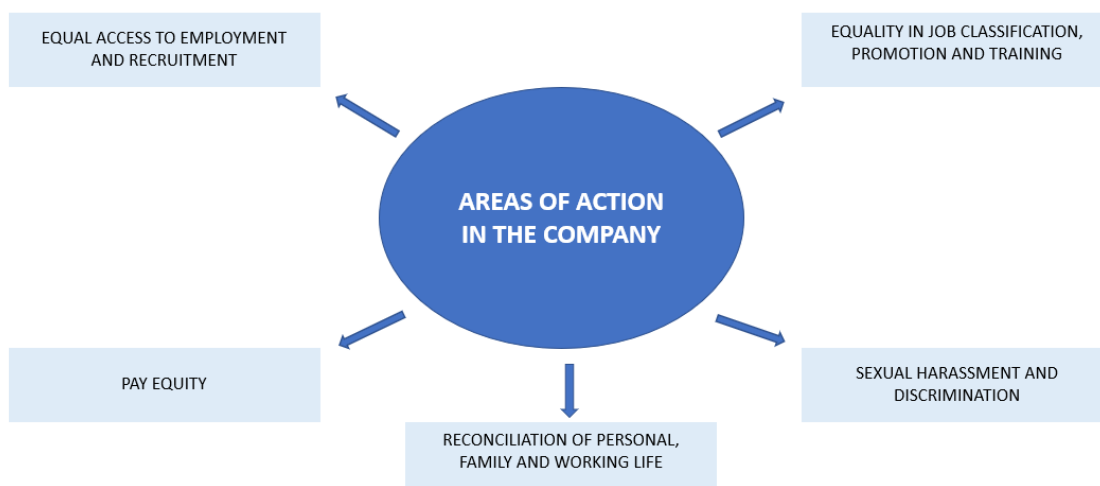 EQUAL ACCESS TO EMPLOYMENT
AND RECRUITMENT
EQUALITY IN JOB CLASSIFICATION,
PROMOTION AND TRAINING
AREAS OF ACTION
IN THE COMPANY
PAY EQUITY
SEXUAL HARASSMENT AND
DISCRIMINATION
RECONCILIATION OF PERSONAL,
FAMILY AND WORKING LIFE